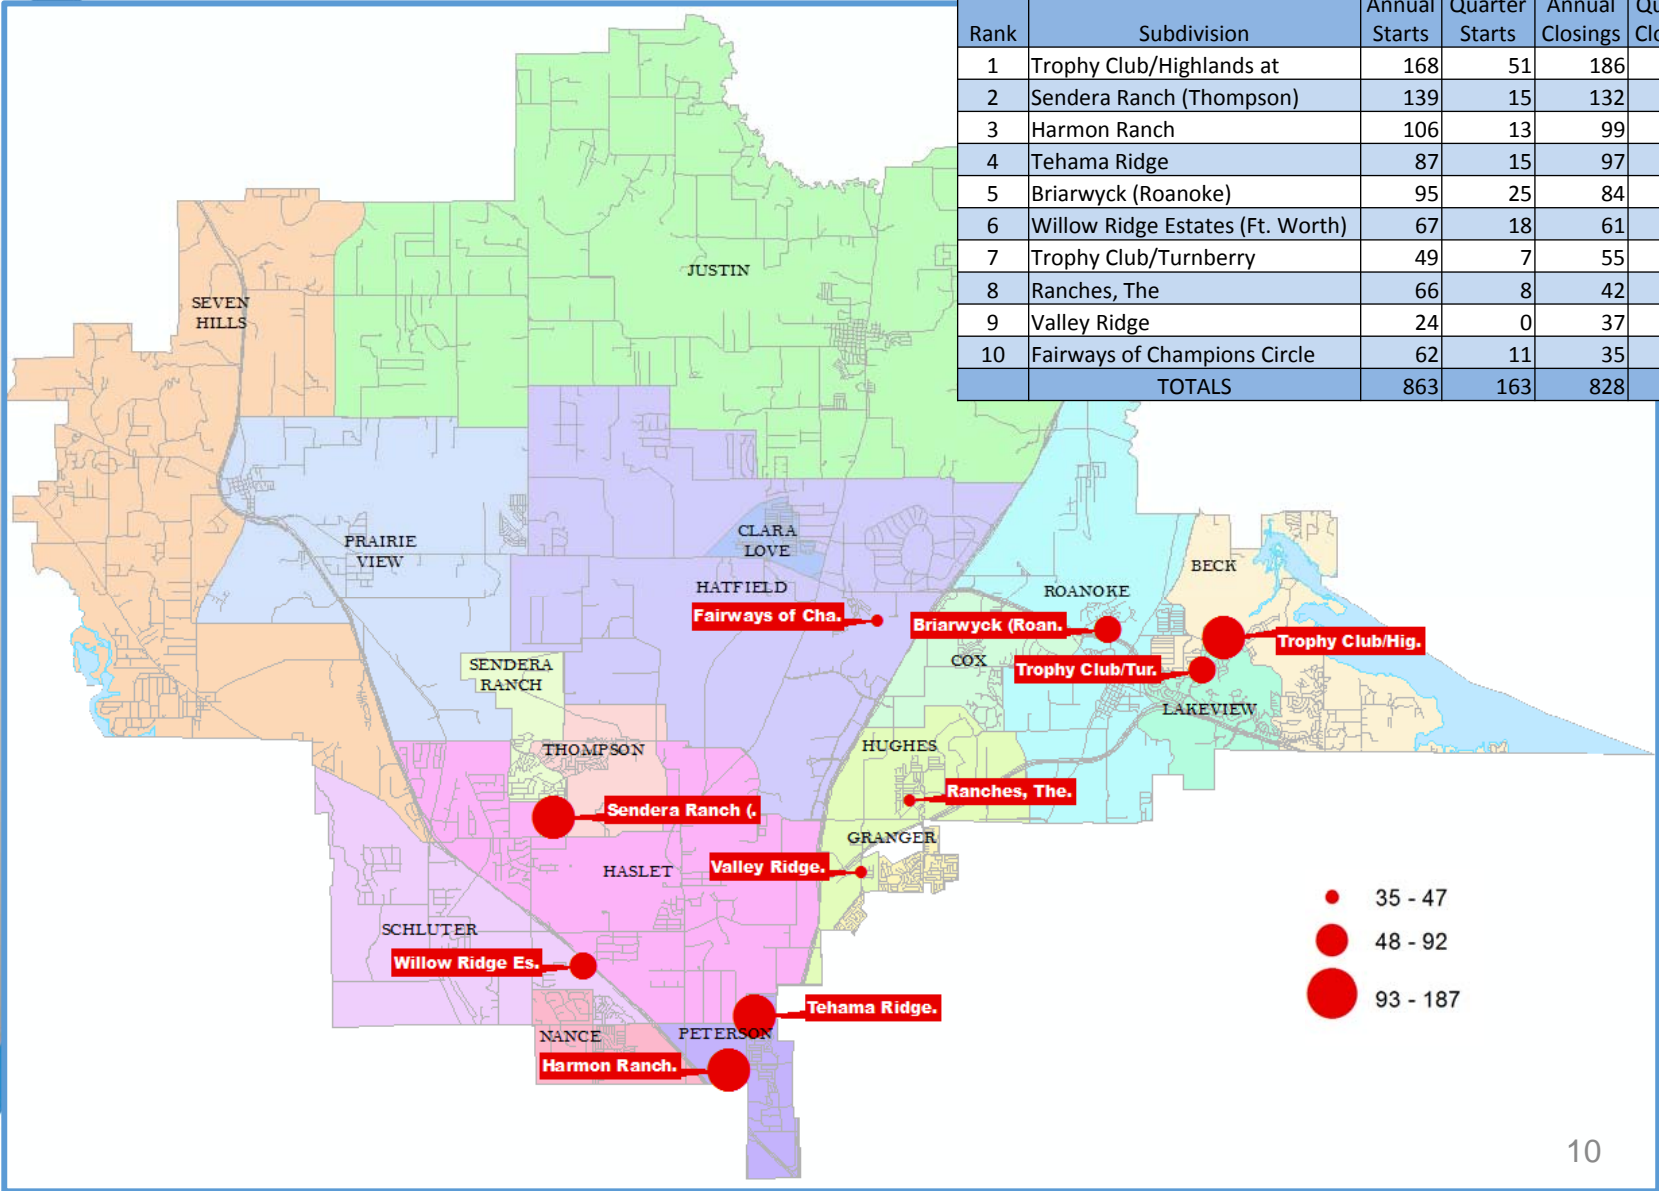 Annual Quarter Annual
Rank Subdivision Starts Starts Closings
1 Trophy Club/Highlands at 168 51 186
2 Sendera Ranch (Thompson) 139 15 132
3 Harmon Ranch 106 13 99
4 Tehama Ridge 87 15 97
5 Briarwyck (Roanoke) 95 25 84
6 Willow Ridge Estates (Ft. Worth) 67 18 61
7 Trophy Club/Turnberry 49 7 55
8 Ranches, The 66 8 42
9 Valley Ridge 24 0 37
10 Fairways of Champions Circle 62 11 35
TOTALS 863 163 828
JUSTIN
SEVEN
HILLS
PRAIRIE
VIEW
CLARA
LOVE
HATFIELD
BECK
ROANOKE
Fairways of Cha.
Briarwyck (Roan.
Trophy Club/Hig.
COX
Trophy Club/Tur.
SENDERA
RANCH
LAKEVIEW
THOMPSON
HUGHES
Ranches, The.
Sendera Ranch (.
GRANGER
HASLET
Valley Ridge.
35 - 47
SCHLUTER
48 - 92
Willow Ridge Es.
93 - 187
Tehama Ridge.
NANCE
PETERSON
Harmon Ranch.
10